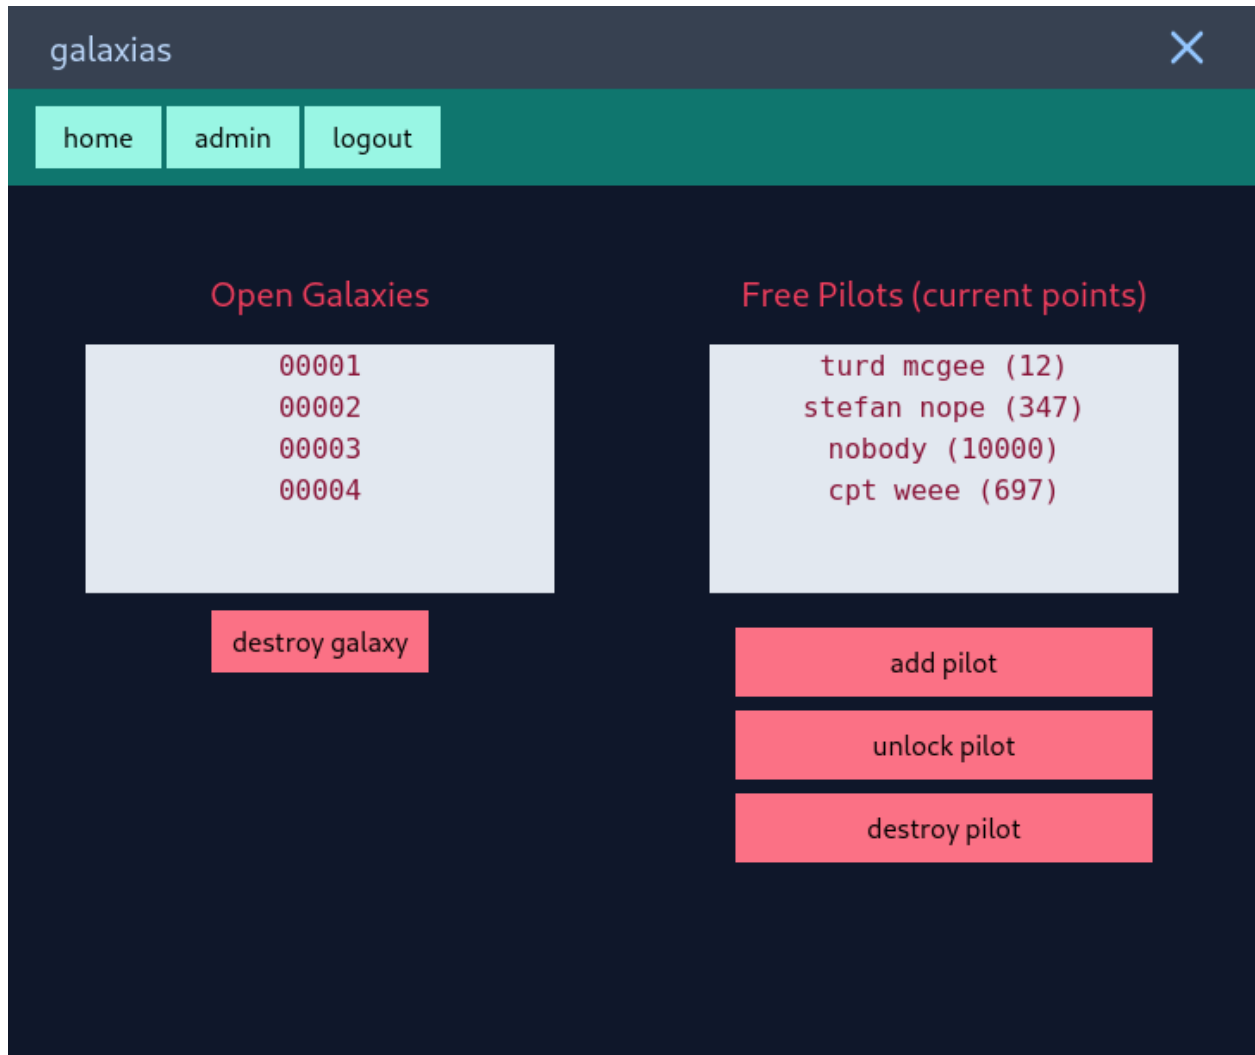 galaxias
home admin logout
Open Galaxies
00001
00002
00003
00004
destroy galaxy
Free Pilots (current points)
turd mcgee (12)
stefan nope (347)
nobody (10000)
cpt weee (697)
add pilot
unlock pilot
destroy pilot